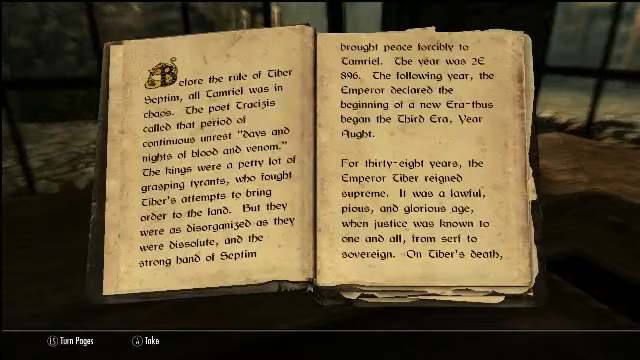 Before the rule of Tiber
Septim, all Tamriel was in
chaos. The poet Tracizis
called that period of
continuous unrest "days and
nights of blood and venom."
The kings were a petty lot of
grasping tyrants, who fought
Tiber's attempts to bring
order to the land. But they
were as disorganized as they
were dissolute, and the
strong hand of Septim
brought peace forcibly to
Tamriel. The year was 2E
896. The following year, the
Emperor declared the
beginning of a new Era-thus
began the Third Era, Year
Aught.
For thirty-eight years, the
Emperor Tiber reigned
supreme. It was a lawful,
pious, and glorious age,
when justice was known to
one and all, from serf to
sovereign. On Tiber's death,
LS Turn Pages
A Take